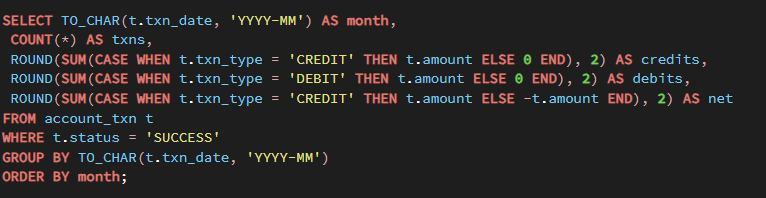 SELECT TO_CHAR(t.txn_date, 'YYYY-MM') AS month,
 COUNT(*) AS txns,
 ROUND(SUM(CASE WHEN t.txn_type = 'CREDIT' THEN t.amount ELSE 0 END), 2) AS credits,
 ROUND(SUM(CASE WHEN t.txn_type = 'DEBIT' THEN t.amount ELSE 0 END), 2) AS debits,
 ROUND(SUM(CASE WHEN t.txn_type = 'CREDIT' THEN t.amount ELSE -t.amount END), 2) AS net
FROM account_txn t
WHERE t.status = 'SUCCESS'
GROUP BY TO_CHAR(t.txn_date, 'YYYY-MM')
ORDER BY month;